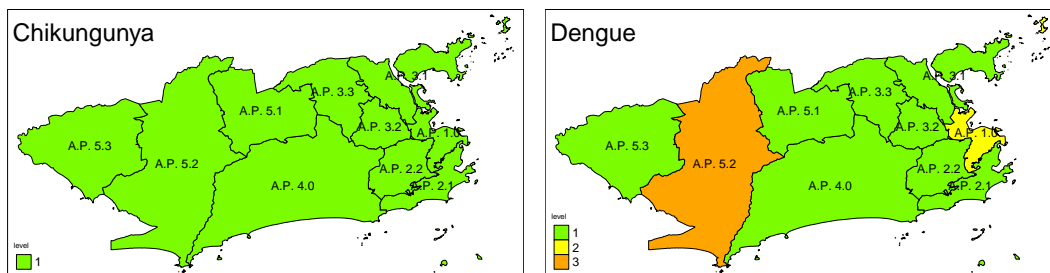 Chikungunya
A.P. 3.1
A.P. 3.3
A.P. 5.1
A.P. 3.2
A.P. 1.0
A.P. 5.3
A.P. 5.2
A.P. 2.2
A.P. 4.0
A.P. 2.1
level
1
Dengue
A.P. 3.1
A.P. 3.3
A.P. 5.1
A.P. 3.2
A.P. 1.0
A.P. 5.3
A.P. 5.2
A.P. 2.2
A.P. 4.0
A.P. 2.1
level
1
2
3